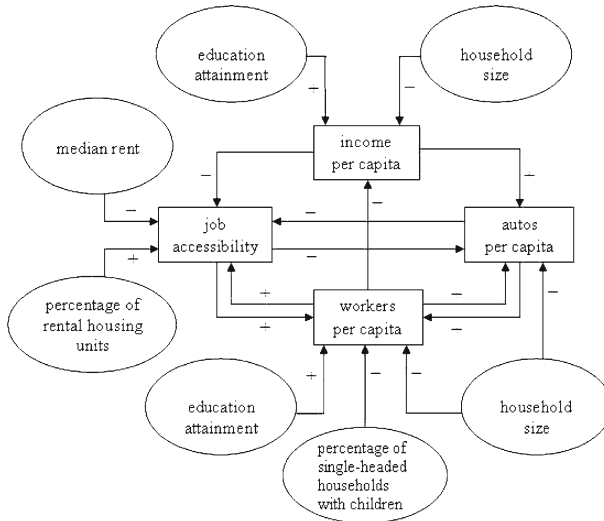 education
attainment
household
size
+
−
median rent
income
per capita
−
+
−
−
job
accessibility
−
−
autos
per capita
+
percentage of
rental housing
units
+
+
workers
per capita
−
−
−
+
−
−
education
attainment
percentage of
single-headed
households
with children
household
size